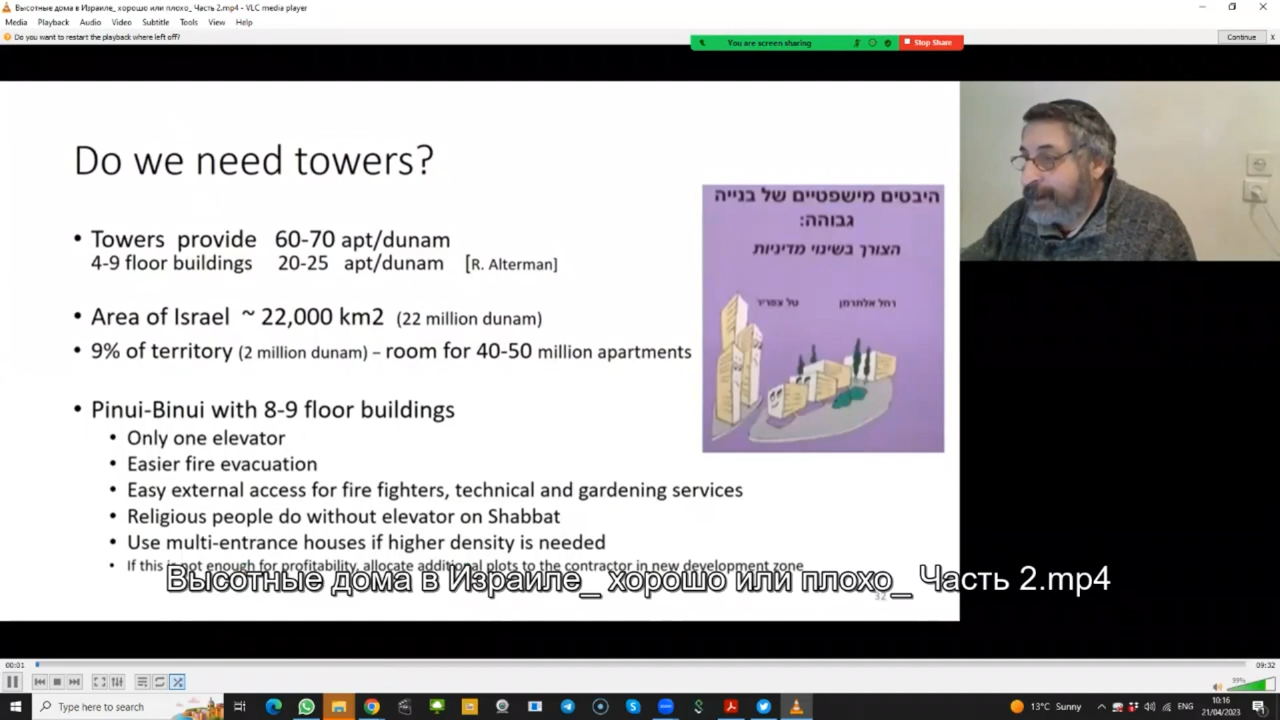 Высотные дома в Израиле_ хорошо или плохо_ Часть 2.mp4 - VLC media player
Media Playback Audio Video Subtitle Tools View Help
Do you want to restart the playback where left off?
Continue
X
You are screen sharing
Stop Share
Do we need towers?
• Towers provide 60-70 apt/dunam
4-9 floor buildings 20-25 apt/dunam [R. Alterman]
• Area of Israel ~ 22,000 km2 (22 million dunam)
• 9% of territory (2 million dunam) – room for 40-50 million apartments
• Pinui-Binui with 8-9 floor buildings
• Only one elevator
• Easier fire evacuation
• Easy external access for fire fighters, technical and gardening services
• Religious people do without elevator on Shabbat
• Use multi-entrance houses if higher density is needed
• If this is not enough for profitability, allocate additional plots to the contractor in new development zone
32
היבטים מישפטיים של בנייה
גבוהה:
הצורך בשינוי מדיניות
רחל אלתרמן טל צפריר
Высотные дома в Израиле_ хорошо или плохо_ Часть 2.mp4
00:01
09:32
99%
Type here to search
13°C Sunny
ENG
10:16
21/04/2023